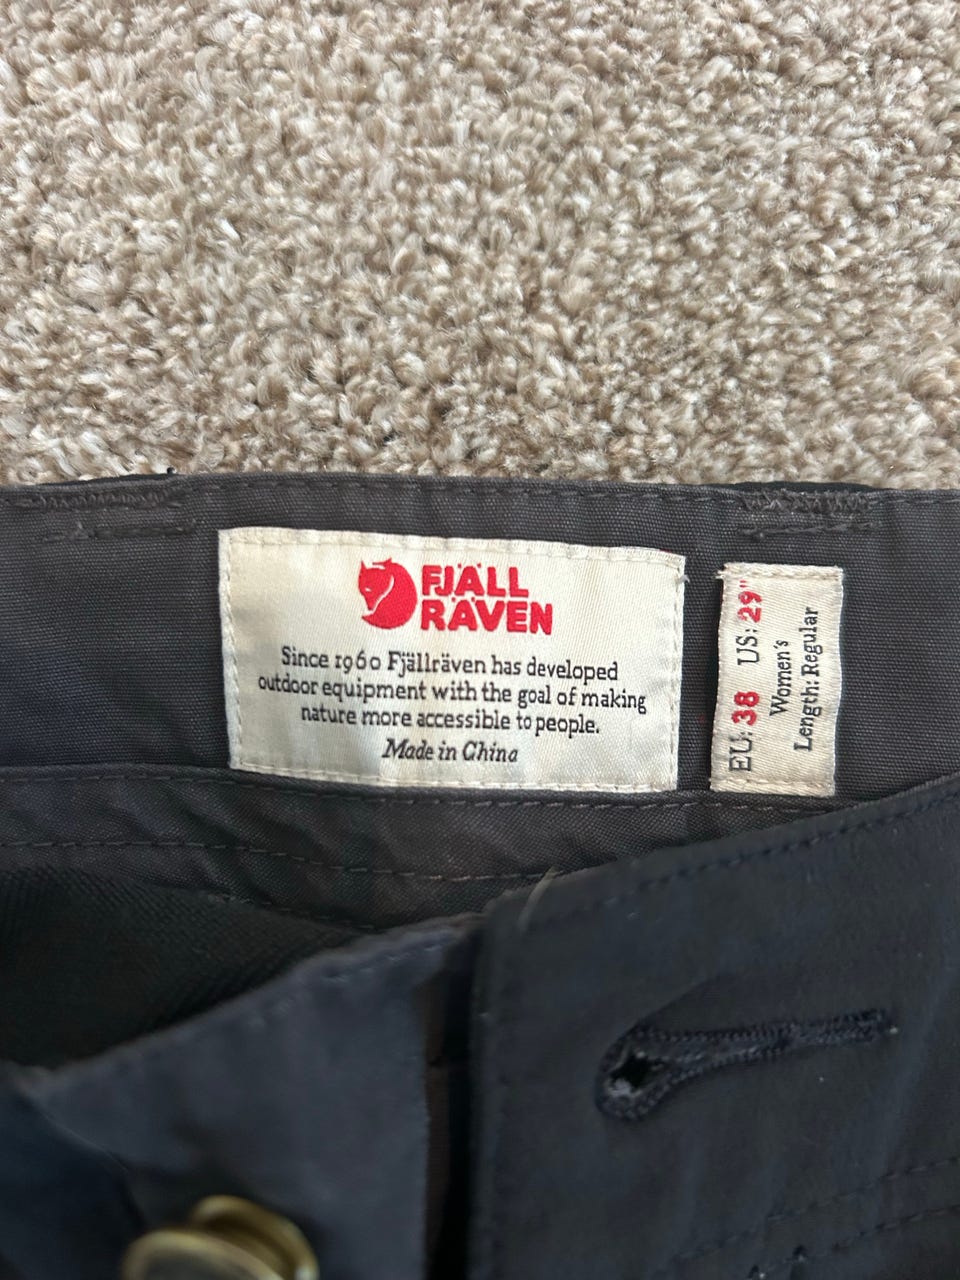 FJÄLL
RÄVEN
Since 1960 Fjällräven has developed
outdoor equipment with the goal of making
nature more accessible to people.
Made in China
EU: 38 US: 29"
Women's
Length: Regular